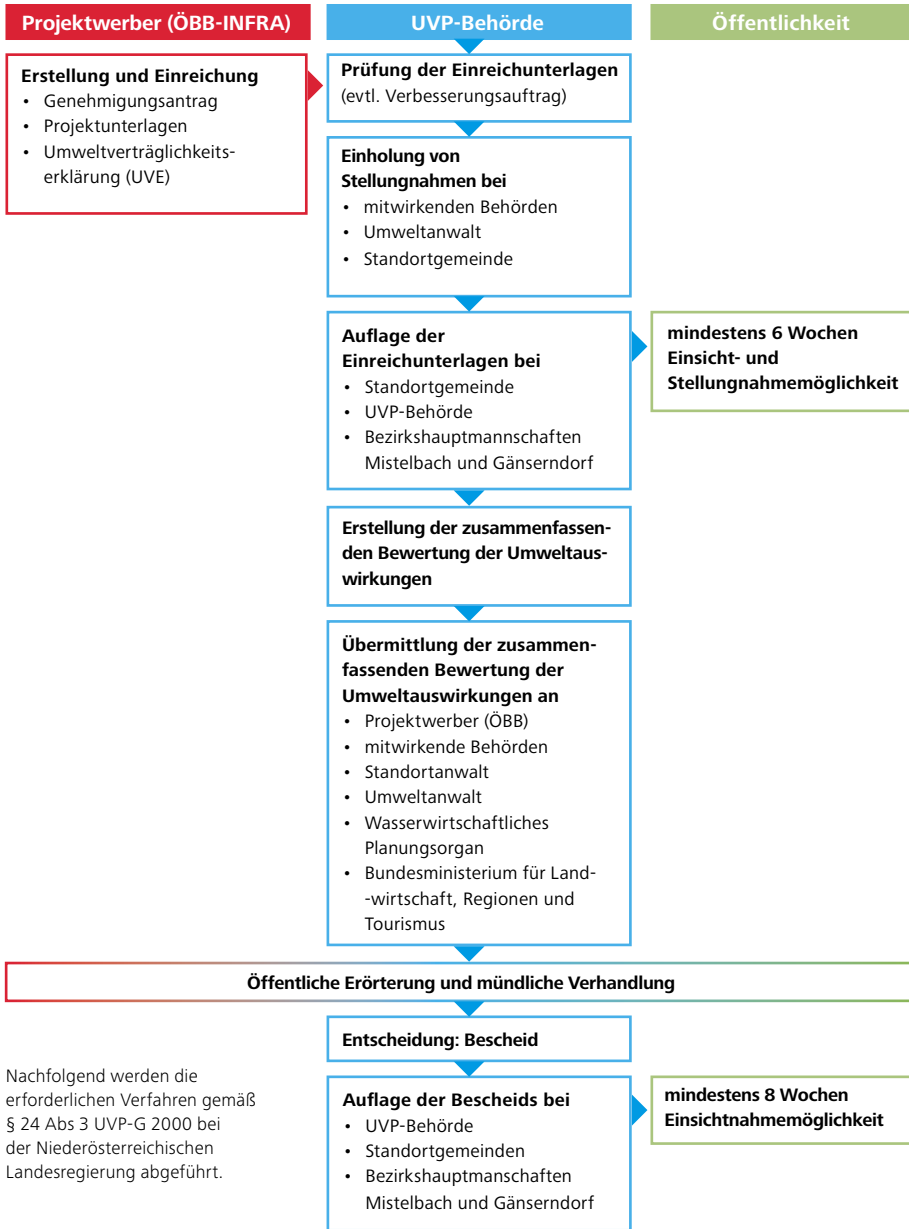 Projektwerber (ÖBB-INFRA)
UVP-Behörde
Öffentlichkeit
Erstellung und Einreichung
• Genehmigungsantrag
• Projektunterlagen
• Umweltverträglichkeits-
erklärung (UVE)
Prüfung der Einreichunterlagen
(evtl. Verbesserungsauftrag)
Einholung von
Stellungnahmen bei
• mitwirkenden Behörden
• Umweltanwalt
• Standortgemeinde
Auflage der
Einreichunterlagen bei
• Standortgemeinde
• UVP-Behörde
• Bezirkshauptmannschaften
Mistelbach und Gänserndorf
mindestens 6 Wochen
Einsicht- und
Stellungnahmemöglichkeit
Erstellung der zusammenfassen-
den Bewertung der Umweltaus-
wirkungen
Übermittlung der zusammen-
fassenden Bewertung der
Umweltauswirkungen an
• Projektwerber (ÖBB)
• mitwirkende Behörden
• Standortanwalt
• Umweltanwalt
• Wasserwirtschaftliches
Planungsorgan
• Bundesministerium für Land-
-wirtschaft, Regionen und
Tourismus
Öffentliche Erörterung und mündliche Verhandlung
Entscheidung: Bescheid
Nachfolgend werden die
erforderlichen Verfahren gemäß
§ 24 Abs 3 UVP-G 2000 bei
der Niederösterreichischen
Landesregierung abgeführt.
Auflage der Bescheids bei
• UVP-Behörde
• Standortgemeinden
• Bezirkshauptmanschaften
Mistelbach und Gänserndorf
mindestens 8 Wochen
Einsichtnahmemöglichkeit